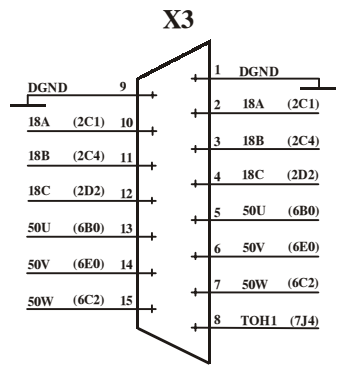 X3
DGND 9
18A (2C1) 10
18B (2C4) 11
18C (2D2) 12
50U (6B0) 13
50V (6E0) 14
50W (6C2) 15
1 DGND
2 18A (2C1)
3 18B (2C4)
4 18C (2D2)
5 50U (6B0)
6 50V (6E0)
7 50W (6C2)
8 TOH1 (7J4)